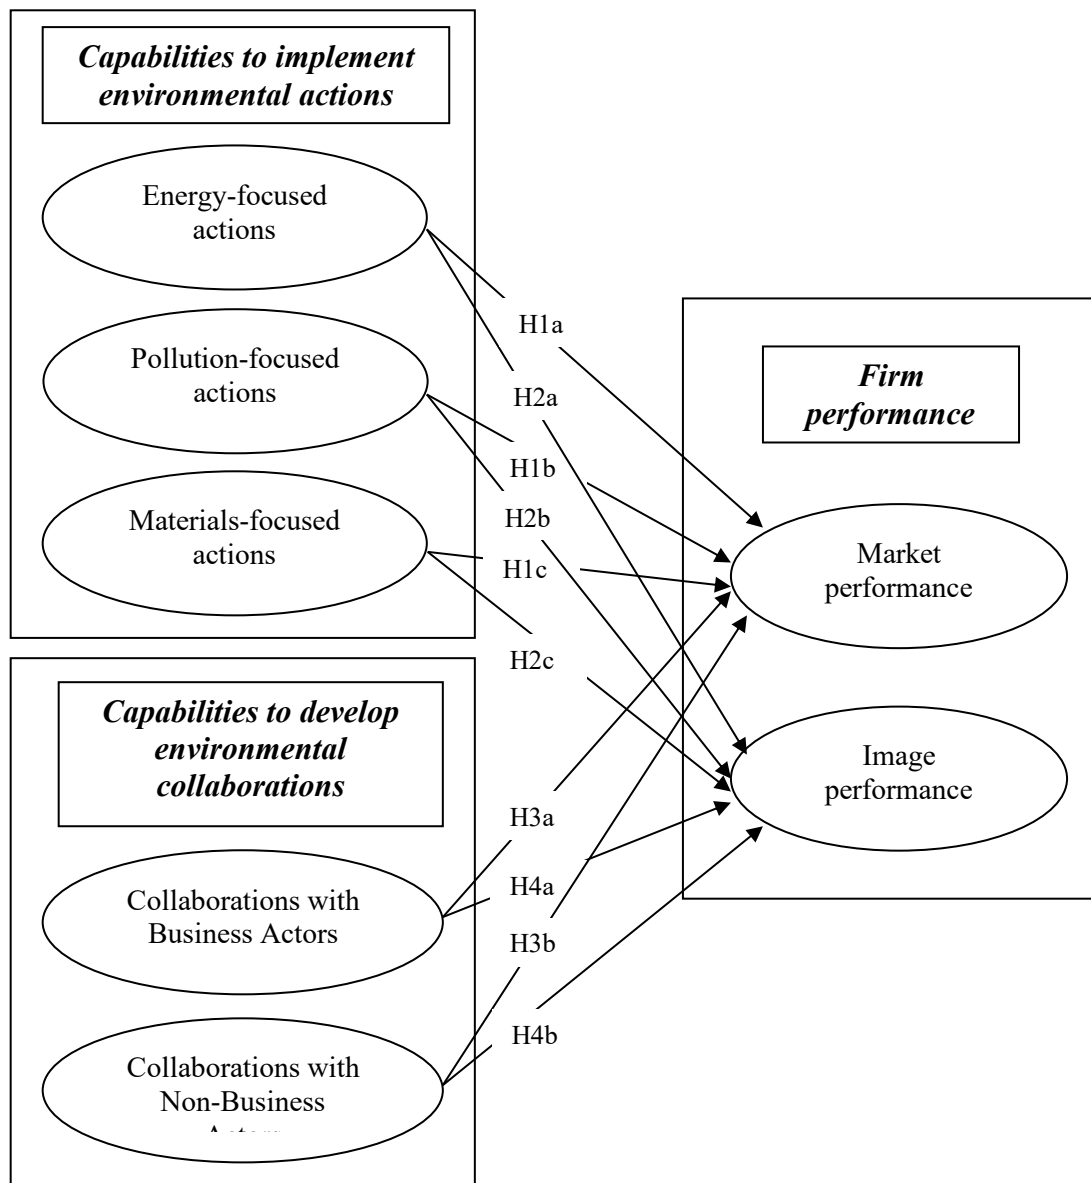 Capabilities to implement
environmental actions
Energy-focused
actions
Pollution-focused
actions
Materials-focused
actions
Capabilities to develop
environmental
collaborations
Collaborations with
Business Actors
Collaborations with
Non-Business
H1a
H2a
H1b
H2b
H1c
H2c
H3a
H4a
H3b
H4b
Firm
performance
Market
performance
Image
performance